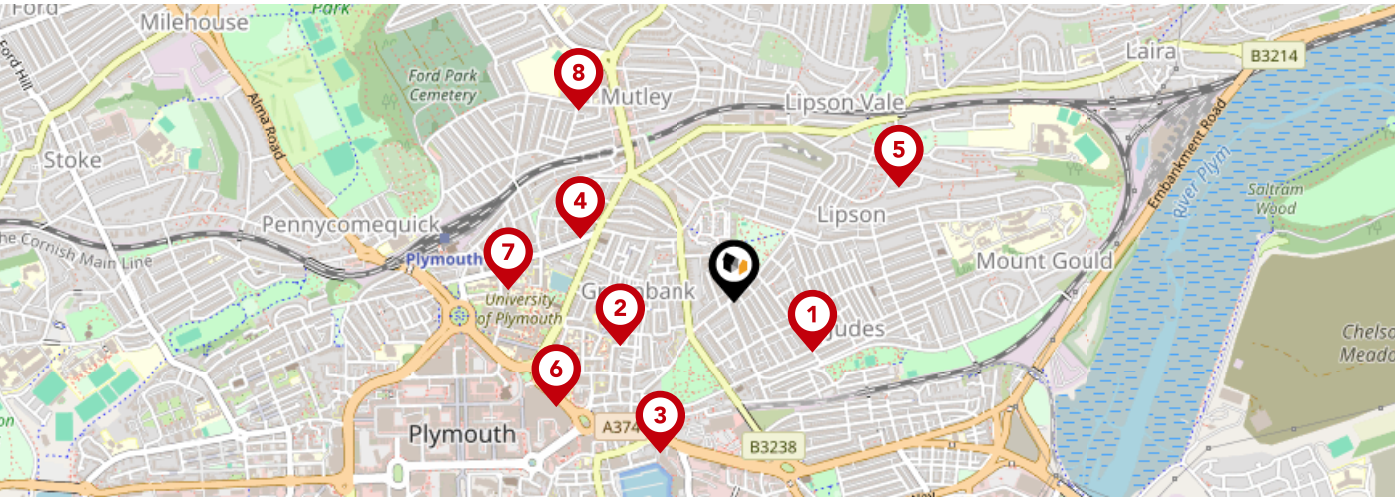 Ford
Park
Milehouse
Laira
B3214
Ford Hill
Ford Park
Cemetery
8
Mutley
Lipson Vale
Alma Road
Embankment Road
Stoke
5
River Plym
Saltram
Wood
4
Lipson
Pennycomequick
The Cornish Main Line
Plymouth
7
Mount Gould
University
of Plymouth
2
1
Judes
Chelso
Meado
6
3
A374
Plymouth
B3238
on